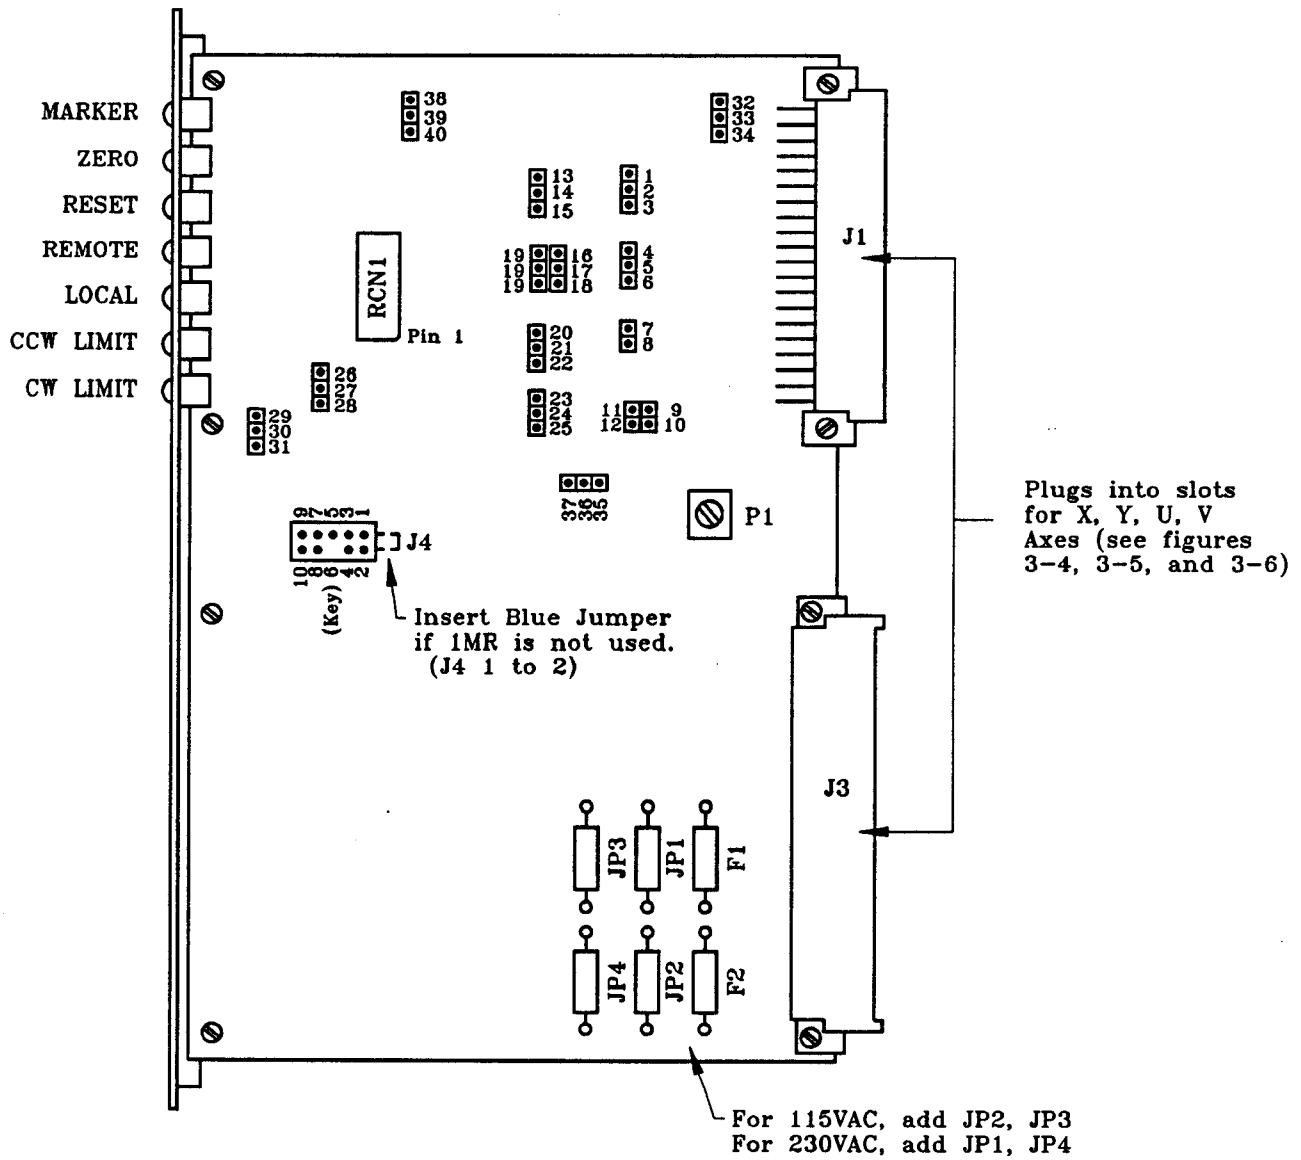 MARKER
ZERO
RESET
REMOTE
LOCAL
CCW LIMIT
CW LIMIT
38
39
40
32
33
34
13
14
15
1
2
3
19 16
19 17
19 18
4
5
6
RCN1
Pin 1
20
21
22
7
8
26
27
28
23
24
25
11 9
12 10
29
30
31
37 36 35
P1
J1
9 7 5 3 1
J4
10 8 6 4 2
(Key)
Insert Blue Jumper
if 1MR is not used.
(J4 1 to 2)
Plugs into slots
for X, Y, U, V
Axes (see figures
3-4, 3-5, and 3-6)
J3
JP3 JP1 F1
JP4 JP2 F2
For 115VAC, add JP2, JP3
For 230VAC, add JP1, JP4